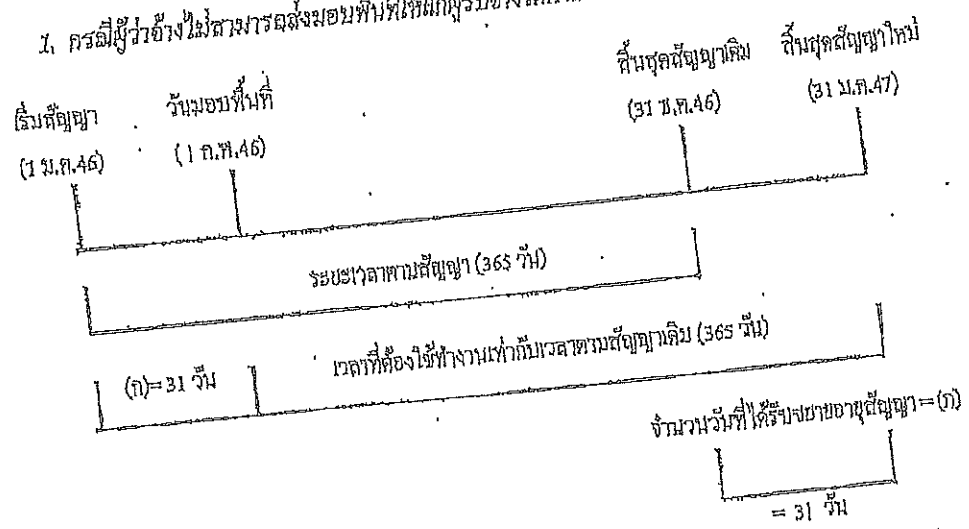 1. กรณีผู้ว่าจ้างไม่สามารถส่งมอบพื้นที่ให้แก่ผู้รับจ้าง
เริ่มสัญญา วันมอบพื้นที่ สิ้นสุดสัญญาเดิม สิ้นสุดสัญญาใหม่
(1 ม.ค.46) (1 ก.พ.46) (31 ธ.ค.46) (31 ม.ค.47)
ระยะเวลาตามสัญญา (365 วัน)
(ก)=31 วัน เวลาที่ต้องใช้ทำงานเท่ากับเวลาตามสัญญาเดิม (365 วัน)
จำนวนวันที่ได้รับขยายอายุสัญญา=(ก)
= 31 วัน